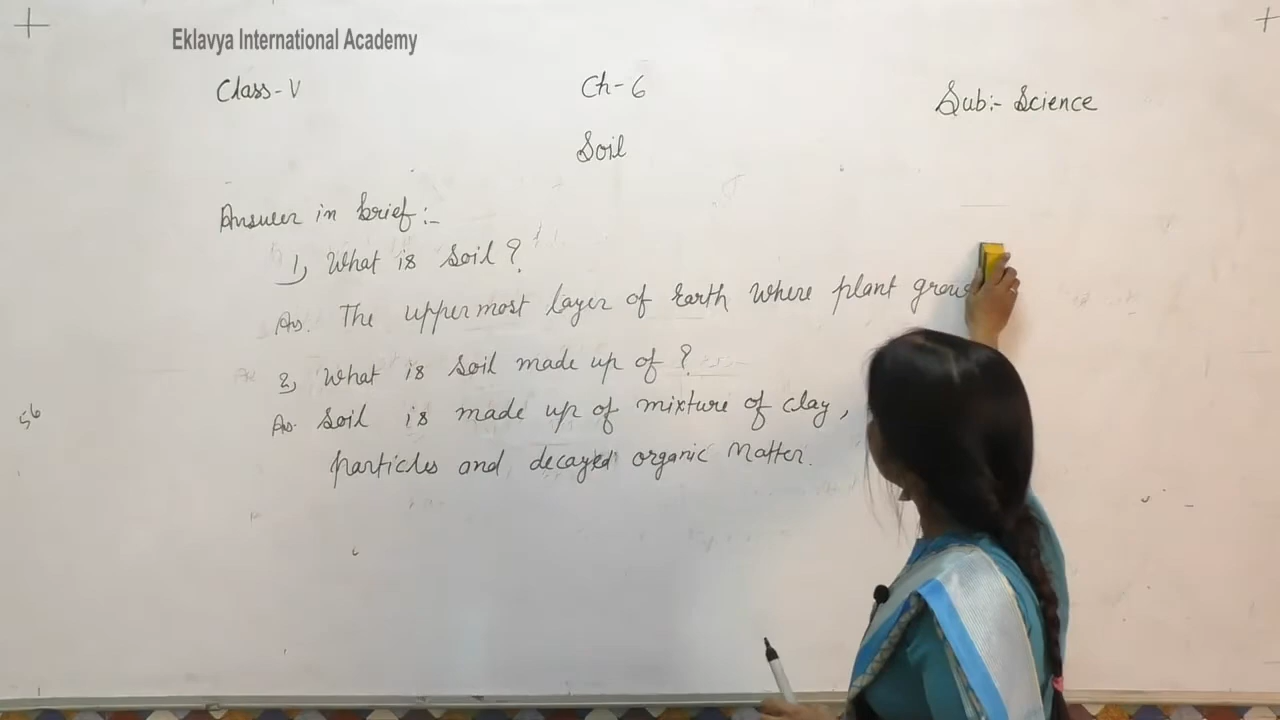 Eklavya International Academy
Class-V Ch-6 Sub:- Science
Soil
Answer in brief:-
1, What is soil?
Ans. The uppermost layer of Earth where plant grow
2, What is soil made up of?
Ans. Soil is made up of mixture of clay,
particles and decayed organic Matter.
56